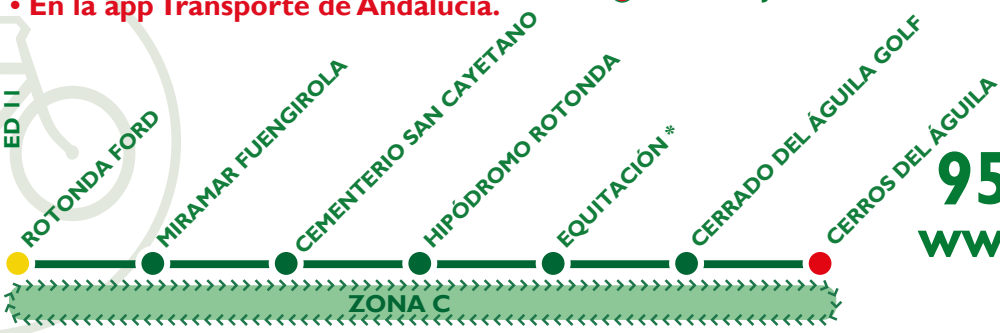 • En la app Transporte de Andalucía.
ED 11
ROTONDA FORD
MIRAMAR FUENGIROLA
CEMENTERIO SAN CAYETANO
HIPÓDROMO ROTONDA
EQUITACIÓN *
CERRADO DEL ÁGUILA GOLF
CERROS DEL ÁGUILA
95
ww
ZONA C